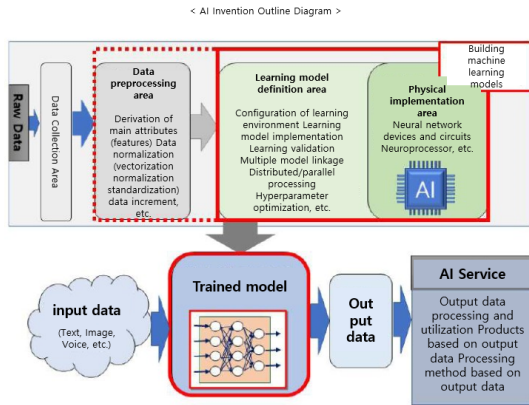 < AI Invention Outline Diagram >
Building
machine
learning
models
Raw Data
Data Collection Area
Data
preprocessing
area
Derivation of
main attributes
(features) Data
normalization
(vectorization
normalization
standardization)
data increment,
etc.
Learning model
definition area
Configuration of learning
environment Learning
model implementation
Learning validation
Multiple model linkage
Distributed/parallel
processing
Hyperparameter
optimization, etc.
Physical
implementation
area
Neural network
devices and circuits
Neuroprocessor, etc.
AI
input data
(Text, Image,
Voice, etc.)
Trained model
Out
put
data
AI Service
Output data
processing and
utilization Products
based on output
data Processing
method based on
output data